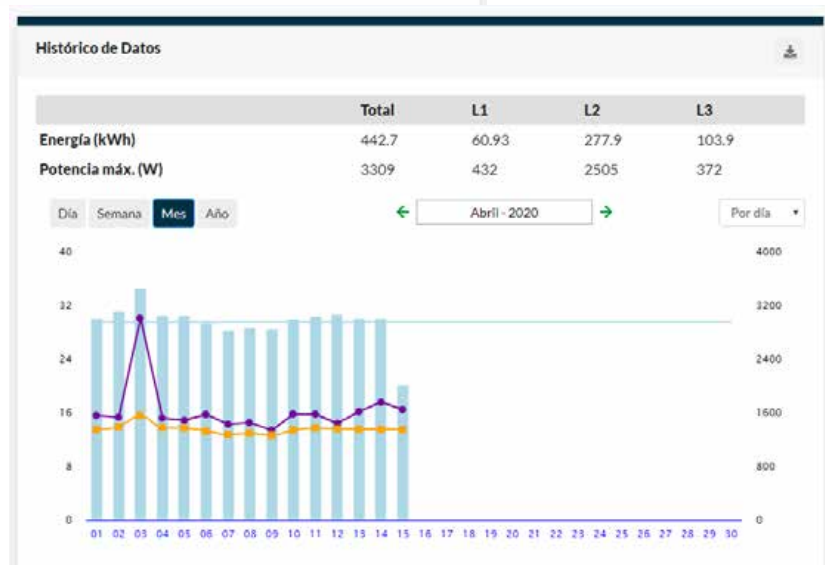 Histórico de Datos
Total L1 L2 L3
Energía (kWh) 442.7 60.93 277.9 103.9
Potencia máx. (W) 3309 432 2505 372
Día Semana Mes Año ← Abril - 2020 → Por día
40 4000
32 3200
24 2400
16 1600
8 800
0 0
01 02 03 04 05 06 07 08 09 10 11 12 13 14 15 16 17 18 19 20 21 22 23 24 25 26 27 28 29 30